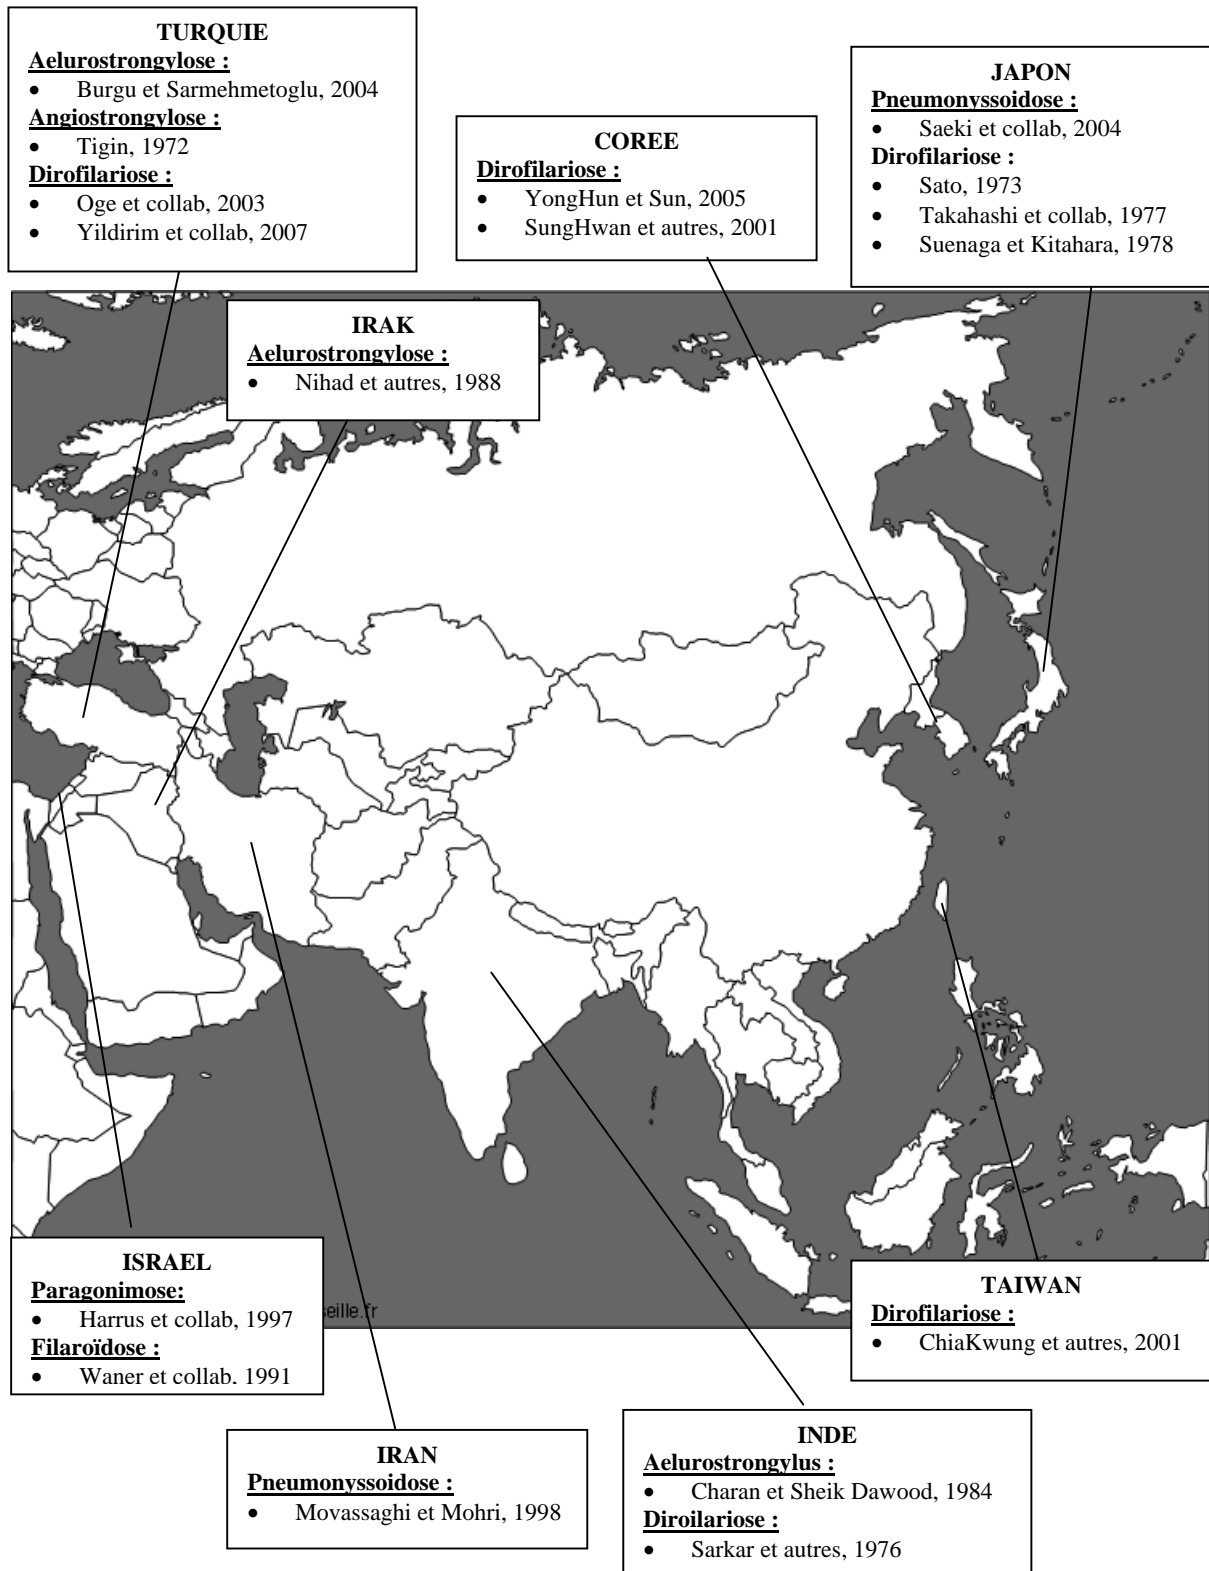 TURQUIE
Aelurostrongylose :
• Burgu et Sarmehmetoglu, 2004
Angiostrongylose :
• Tigin, 1972
Dirofilariose :
• Oge et collab, 2003
• Yildirim et collab, 2007
COREE
Dirofilariose :
• YongHun et Sun, 2005
• SungHwan et autres, 2001
JAPON
Pneumonyssoidose :
• Saeki et collab, 2004
Dirofilariose :
• Sato, 1973
• Takahashi et collab, 1977
• Suenaga et Kitahara, 1978
IRAK
Aelurostrongylose :
• Nihad et autres, 1988
ISRAEL
Paragonimose:
• Harrus et collab, 1997
Filaroïdose :
• Waner et collab, 1991
seille.fr
TAIWAN
Dirofilariose :
• ChiaKwung et autres, 2001
IRAN
Pneumonyssoidose :
• Movassaghi et Mohri, 1998
INDE
Aelurostrongylus :
• Charan et Sheik Dawood, 1984
Diroilariose :
• Sarkar et autres, 1976